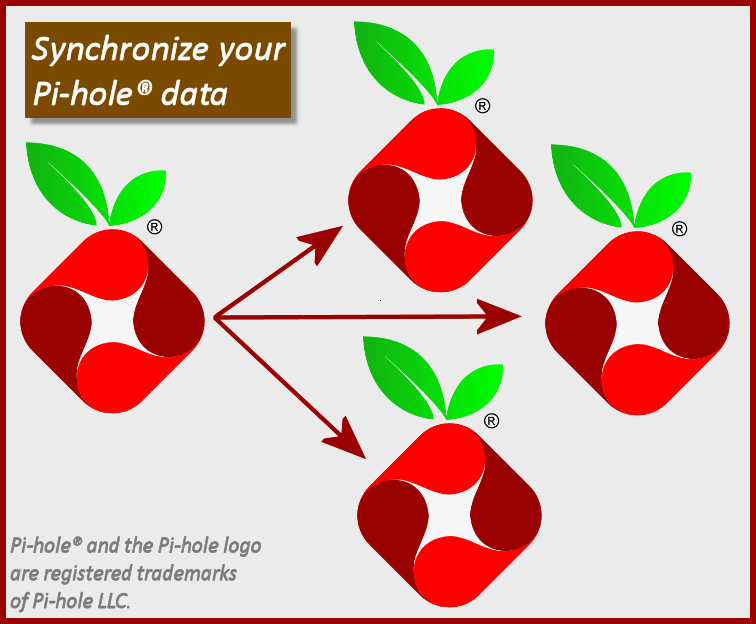 Synchronize your
Pi-hole® data
®
®
®
®
Pi-hole® and the Pi-hole logo
are registered trademarks
of Pi-hole LLC.